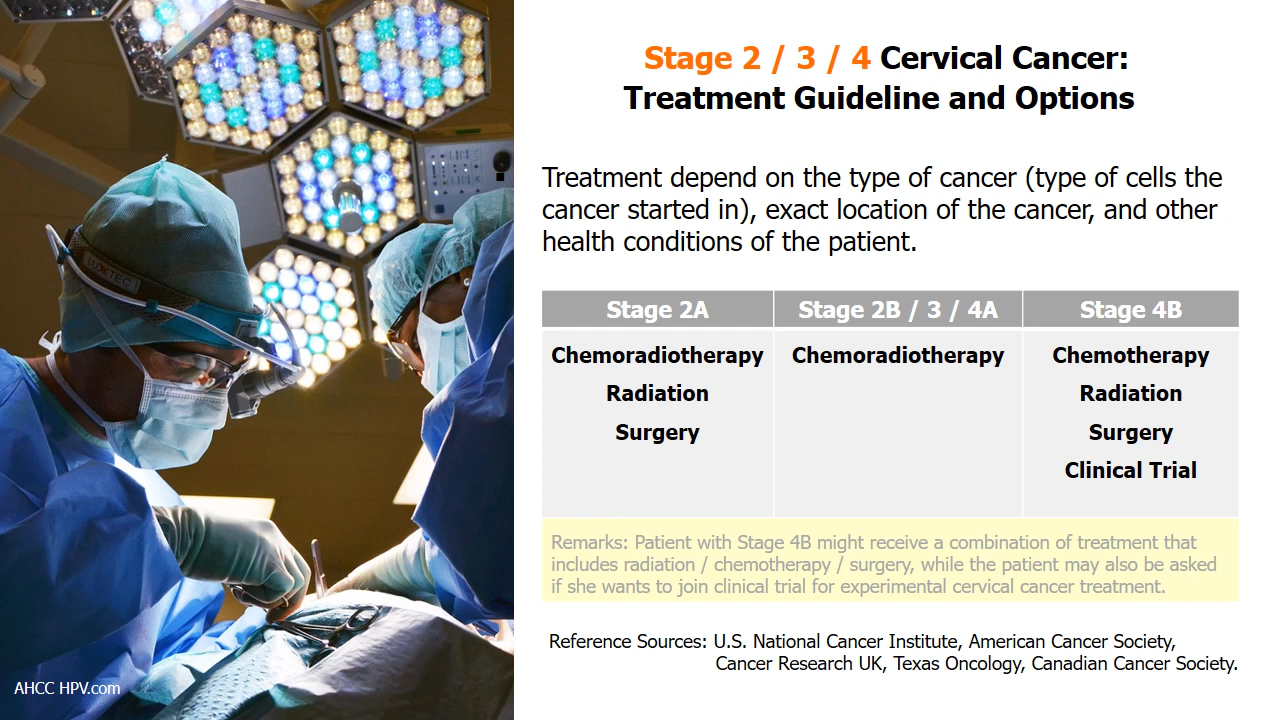 Stage 2 / 3 / 4 Cervical Cancer:
Treatment Guideline and Options
Treatment depend on the type of cancer (type of cells the
cancer started in), exact location of the cancer, and other
health conditions of the patient.
Stage 2A
Stage 2B / 3 / 4A
Stage 4B
Chemoradiotherapy
Radiation
Surgery
Chemoradiotherapy
Chemotherapy
Radiation
Surgery
Clinical Trial
Remarks: Patient with Stage 4B might receive a combination of treatment that
includes radiation / chemotherapy / surgery, while the patient may also be asked
if she wants to join clinical trial for experimental cervical cancer treatment.
Reference Sources: U.S. National Cancer Institute, American Cancer Society,
Cancer Research UK, Texas Oncology, Canadian Cancer Society.
LUXTEC
AHCC HPV.com